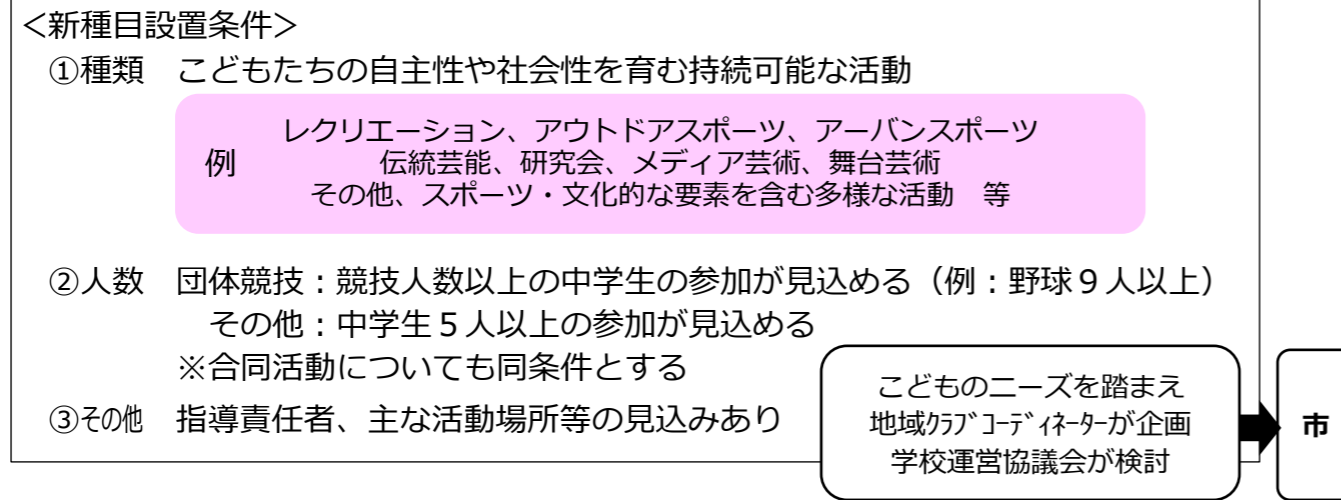 ＜新種目設置条件＞
①種類　こどもたちの自主性や社会性を育む持続可能な活動
例
レクリエーション、アウトドアスポーツ、アーバンスポーツ
伝統芸能、研究会、メディア芸術、舞台芸術
その他、スポーツ・文化的な要素を含む多様な活動　等
②人数　団体競技：競技人数以上の中学生の参加が見込める（例：野球９人以上）
その他：中学生５人以上の参加が見込める
※合同活動についても同条件とする
③その他　指導責任者、主な活動場所等の見込みあり
こどものニーズを踏まえ
地域ｸﾗﾌﾞｺｰﾃﾞｨﾈｰﾀｰが企画
学校運営協議会が検討
市